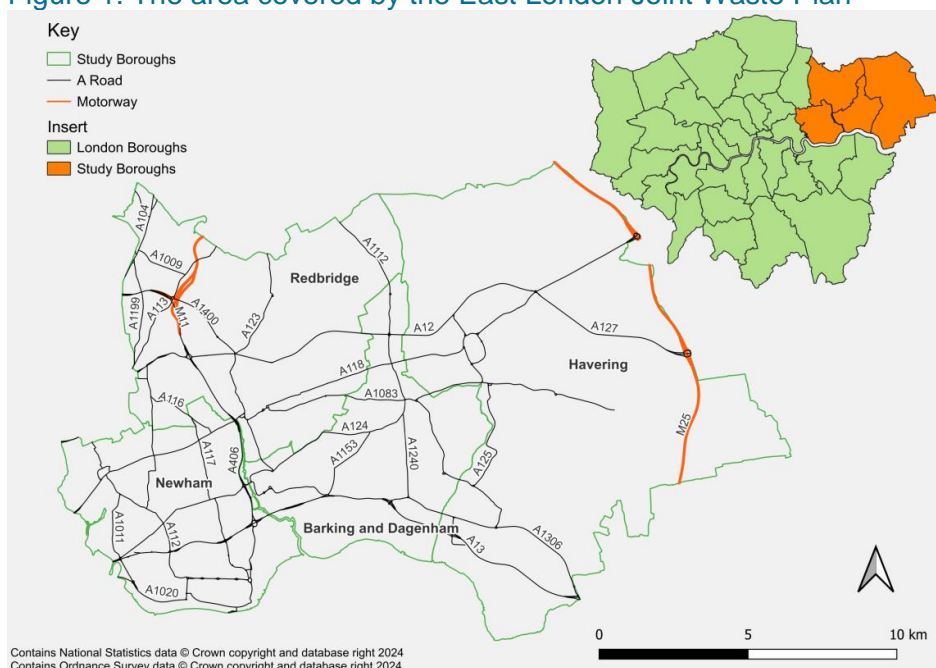 Figure 1: The area covered by the East London Joint Waste Plan
Key
Study Boroughs
A Road
Motorway
Insert
London Boroughs
Study Boroughs
A104
A1009
A1199
A113
M11
A1400
A123
Redbridge
A1112
A12
A127
Havering
A118
A1083
A116
A117
A406
A124
A1153
A1240
A125
M25
Newham
Barking and Dagenham
A1011
A112
A13
A1306
A1020
0 5 10 km
Contains National Statistics data © Crown copyright and database right 2024
Contains Ordnance Survey data © Crown copyright and database right 2024